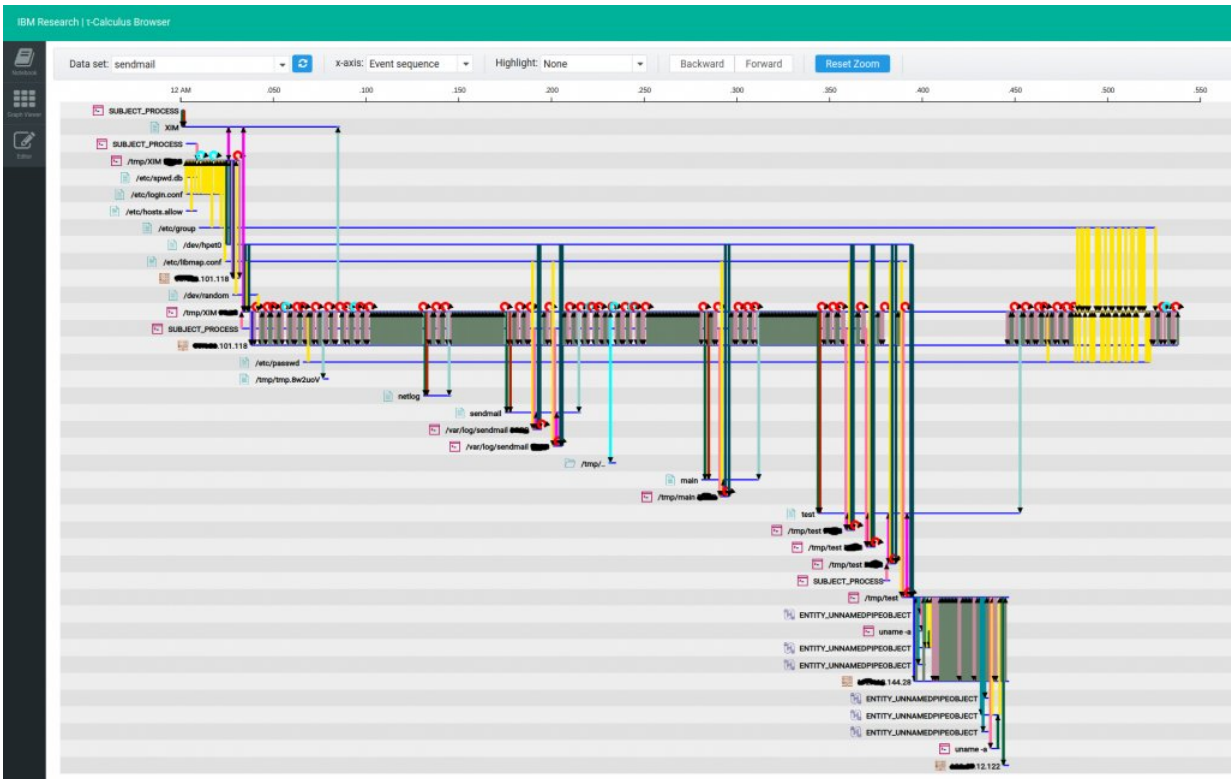 IBM Research | τ-Calculus Browser
Notebook
Graph Viewer
Editor
Data set: sendmail x-axis: Event sequence Highlight: None Backward Forward Reset Zoom
12 AM .050 .100 .150 .200 .250 .300 .350 .400 .450 .500 .550
SUBJECT_PROCESS
XIM
SUBJECT_PROCESS
/tmp/XIM
/etc/spwd.db
/etc/login.conf
/etc/hosts.allow
/etc/group
/dev/hpet0
/etc/libmap.conf
.101.118
/dev/random
/tmp/XIM
SUBJECT_PROCESS
.101.118
/etc/passwd
/tmp/tmp.8w2uoV
netlog
sendmail
/var/log/sendmail
/var/log/sendmail
/tmp/..
main
/tmp/main
test
/tmp/test
/tmp/test
/tmp/test
SUBJECT_PROCESS
/tmp/test
ENTITY_UNNAMEDPIPEOBJECT
uname -a
ENTITY_UNNAMEDPIPEOBJECT
ENTITY_UNNAMEDPIPEOBJECT
.144.28
ENTITY_UNNAMEDPIPEOBJECT
ENTITY_UNNAMEDPIPEOBJECT
ENTITY_UNNAMEDPIPEOBJECT
uname -a
.12.122